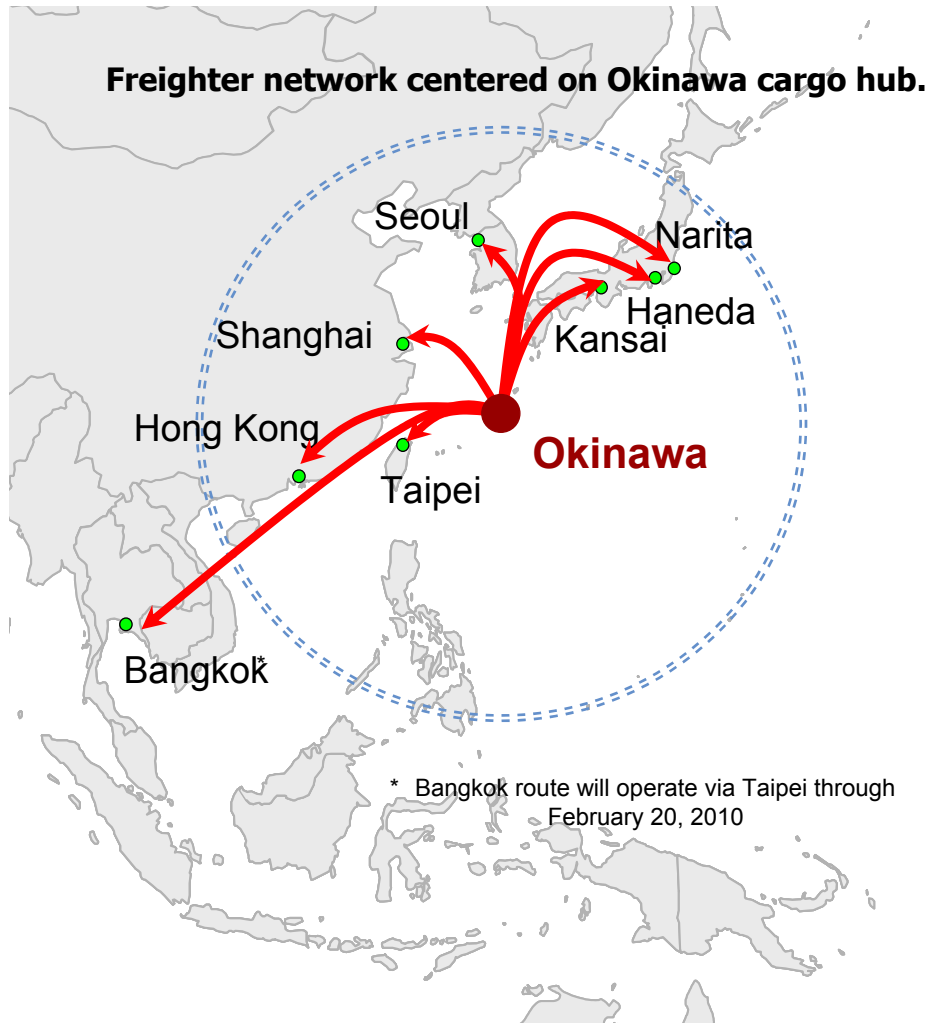 Freighter network centered on Okinawa cargo hub.
Seoul
Narita
Haneda
Kansai
Shanghai
Hong Kong
Okinawa
Taipei
Bangkok*
* Bangkok route will operate via Taipei through
February 20, 2010